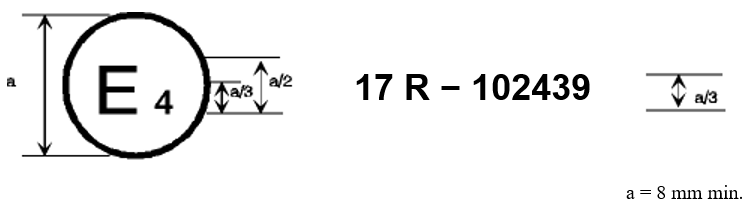 a E 4 a/3 a/2 17 R – 102439 a/3
a = 8 mm min.